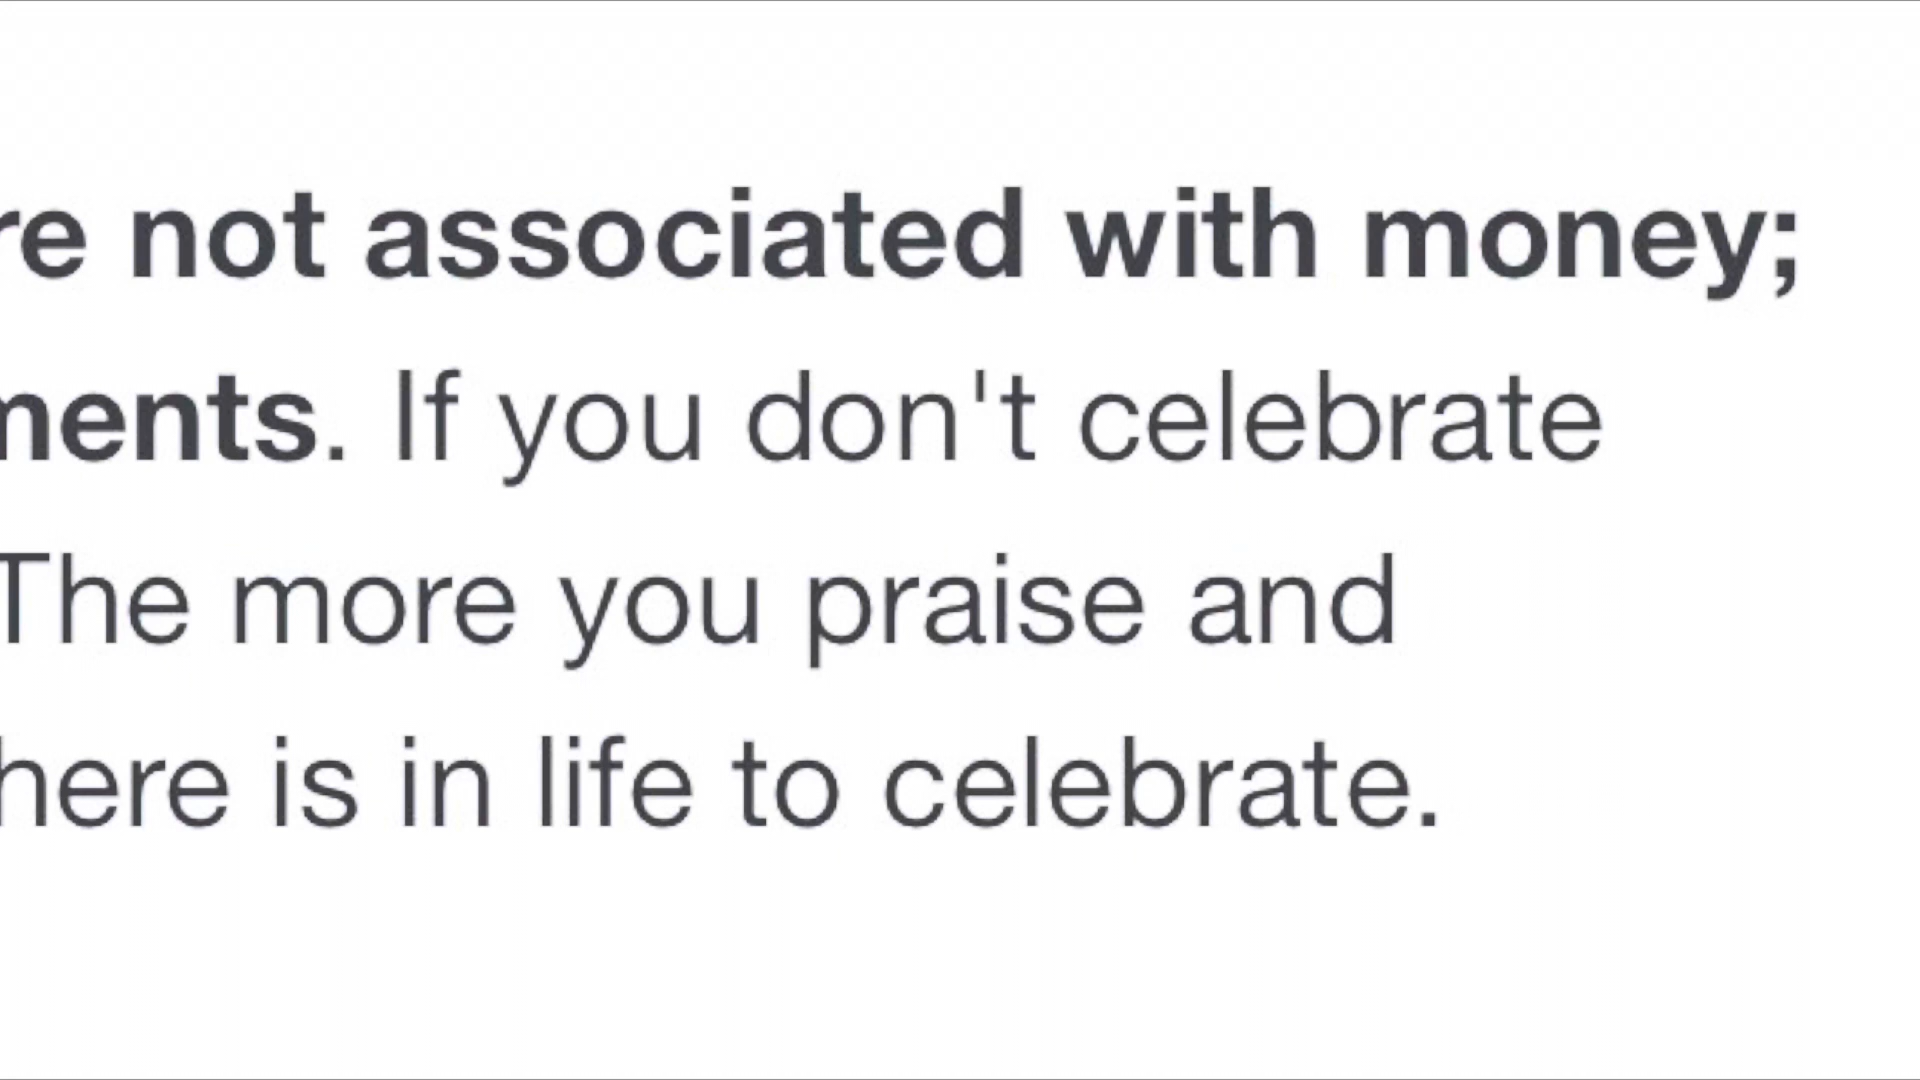 re not associated with money;
ments. If you don't celebrate
The more you praise and
here is in life to celebrate.